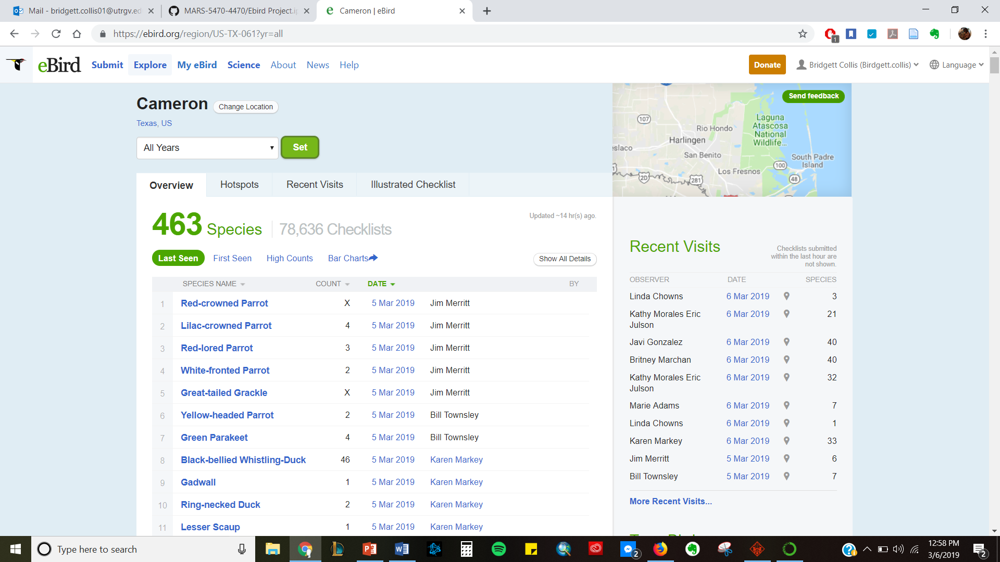 Mail - bridgett.collis01@utrgv.ed
MARS-5470-4470/Ebird Project.i
Cameron | eBird
https://ebird.org/region/US-TX-061?yr=all
1
eBird
Submit
Explore
My eBird
Science
About
News
Help
Donate
Bridgett Collis (Birdgett.collis)
Language
Cameron
Change Location
Texas, US
All Years
Set
Send feedback
107
Laguna
Atascosa
National
Wildlife...
Rio Hondo
Harlingen
eslaco
San Benito
South Padre
Island
100
Los Fresnos
20
281
48
Overview
Hotspots
Recent Visits
Illustrated Checklist
463 Species
78,636 Checklists
Updated ~14 hr(s) ago.
Last Seen
First Seen
High Counts
Bar Charts
Show All Details
SPECIES NAME COUNT DATE BY
1 Red-crowned Parrot X 5 Mar 2019 Jim Merritt
2 Lilac-crowned Parrot 4 5 Mar 2019 Jim Merritt
3 Red-lored Parrot 3 5 Mar 2019 Jim Merritt
4 White-fronted Parrot 2 5 Mar 2019 Jim Merritt
5 Great-tailed Grackle X 5 Mar 2019 Jim Merritt
6 Yellow-headed Parrot 2 5 Mar 2019 Bill Townsley
7 Green Parakeet 4 5 Mar 2019 Bill Townsley
8 Black-bellied Whistling-Duck 46 5 Mar 2019 Karen Markey
9 Gadwall 1 5 Mar 2019 Karen Markey
10 Ring-necked Duck 2 5 Mar 2019 Karen Markey
11 Lesser Scaup 1 5 Mar 2019 Karen Markey
Recent Visits
Checklists submitted
within the last hour are
not shown.
OBSERVER DATE SPECIES
Linda Chowns 6 Mar 2019 3
Kathy Morales Eric 6 Mar 2019 21
Julson
Javi Gonzalez 6 Mar 2019 40
Britney Marchan 6 Mar 2019 40
Kathy Morales Eric 6 Mar 2019 32
Julson
Marie Adams 6 Mar 2019 7
Linda Chowns 6 Mar 2019 1
Karen Markey 6 Mar 2019 33
Jim Merritt 5 Mar 2019 6
Bill Townsley 5 Mar 2019 7
More Recent Visits...
Type here to search
2
12:58 PM
3/6/2019
2